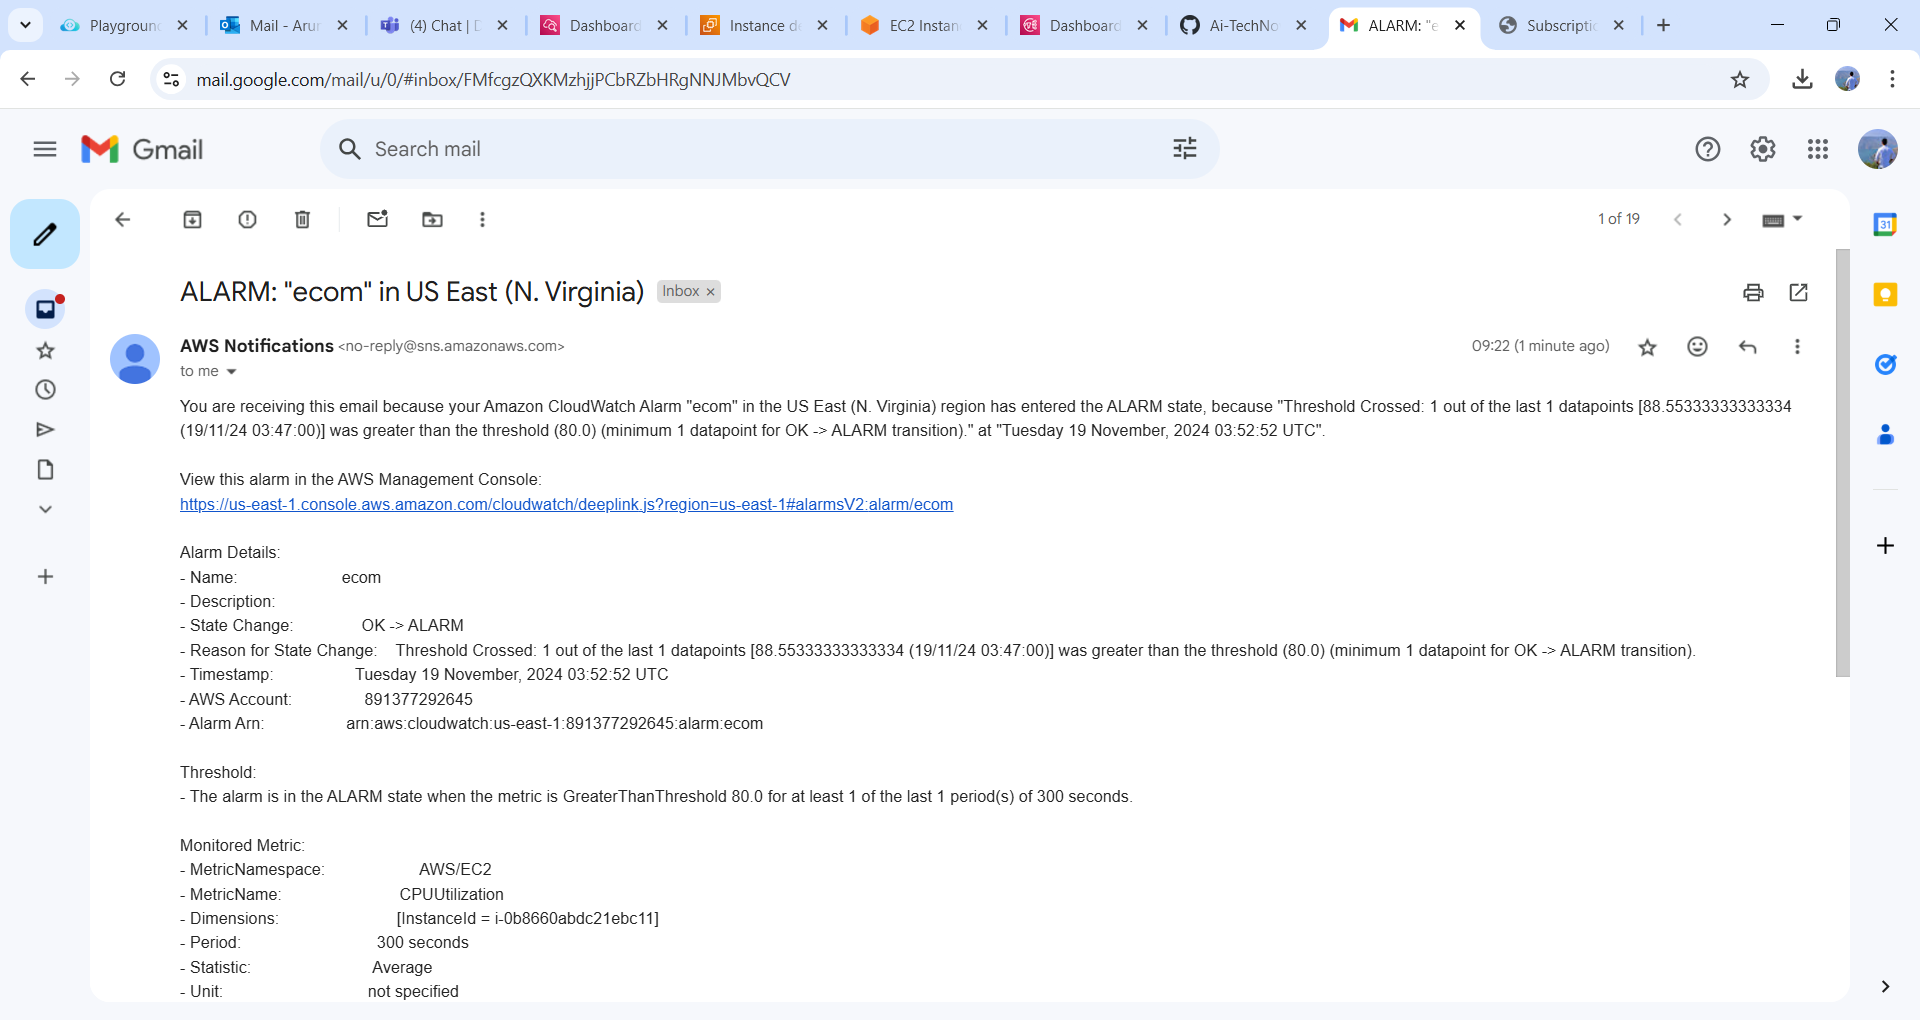 Playground
Mail - Arun
(4) Chat | D
Dashboard
Instance de
EC2 Instan
Dashboard
Ai-TechNo
ALARM: "e
Subscriptio
mail.google.com/mail/u/0/#inbox/FMfcgzQXKMzhjjPCbRZbHRgNNJMbvQCV
Gmail
Search mail
1 of 19
31
ALARM: "ecom" in US East (N. Virginia)
Inbox ×
AWS Notifications <no-reply@sns.amazonaws.com>
09:22 (1 minute ago)
to me
You are receiving this email because your Amazon CloudWatch Alarm "ecom" in the US East (N. Virginia) region has entered the ALARM state, because "Threshold Crossed: 1 out of the last 1 datapoints [88.55333333333334
(19/11/24 03:47:00)] was greater than the threshold (80.0) (minimum 1 datapoint for OK -> ALARM transition)." at "Tuesday 19 November, 2024 03:52:52 UTC".
View this alarm in the AWS Management Console:
https://us-east-1.console.aws.amazon.com/cloudwatch/deeplink.js?region=us-east-1#alarmsV2:alarm/ecom
Alarm Details:
- Name: ecom
- Description:
- State Change: OK -> ALARM
- Reason for State Change: Threshold Crossed: 1 out of the last 1 datapoints [88.55333333333334 (19/11/24 03:47:00)] was greater than the threshold (80.0) (minimum 1 datapoint for OK -> ALARM transition).
- Timestamp: Tuesday 19 November, 2024 03:52:52 UTC
- AWS Account: 891377292645
- Alarm Arn: arn:aws:cloudwatch:us-east-1:891377292645:alarm:ecom
Threshold:
- The alarm is in the ALARM state when the metric is GreaterThanThreshold 80.0 for at least 1 of the last 1 period(s) of 300 seconds.
Monitored Metric:
- MetricNamespace: AWS/EC2
- MetricName: CPUUtilization
- Dimensions: [InstanceId = i-0b8660abdc21ebc11]
- Period: 300 seconds
- Statistic: Average
- Unit: not specified